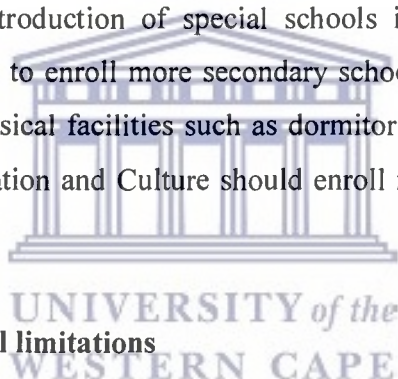 troduction of special schools i
to enroll more secondary schoo
sical facilities such as dormitor
ation and Culture should enroll
UNIVERSITY of the
l limitations
WESTERN CAPE